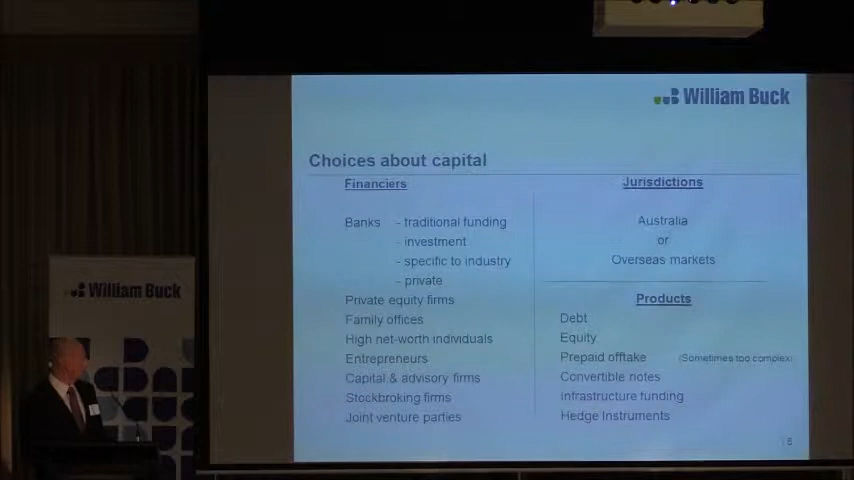 William Buck
Choices about capital
Financiers
Banks - traditional funding
- investment
- specific to industry
- private
Private equity firms
Family offices
High net-worth individuals
Entrepreneurs
Capital & advisory firms
Stockbroking firms
Joint venture parties
Jurisdictions
Australia
or
Overseas markets
Products
Debt
Equity
Prepaid offtake (Sometimes too complex)
Convertible notes
Infrastructure funding
Hedge Instruments
5
William Buck